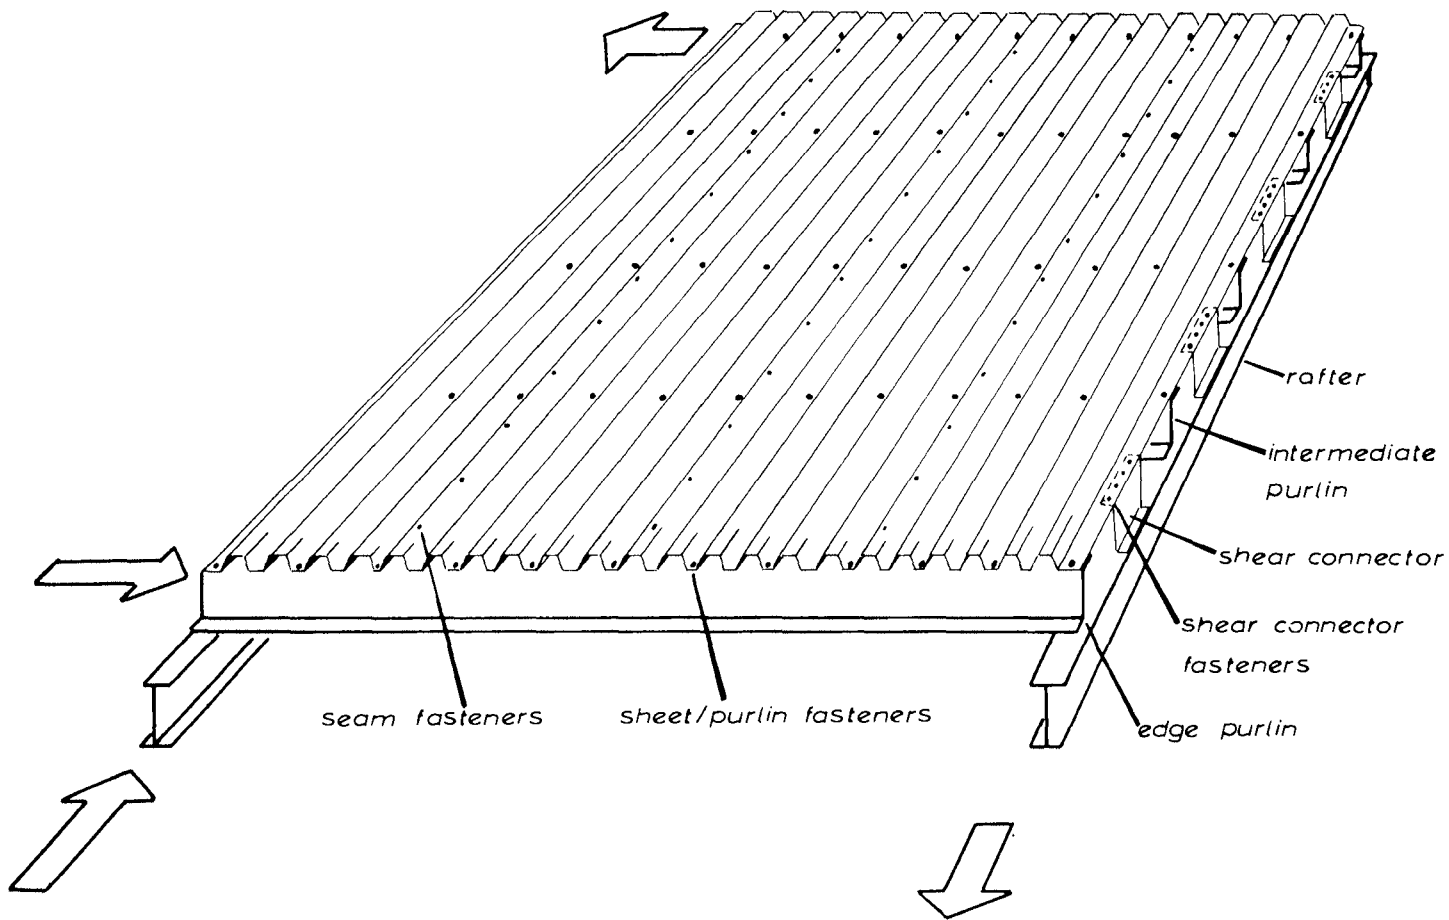 rafter
intermediate
purlin
shear connector
shear connector
fasteners
seam fasteners
sheet/purlin fasteners
edge purlin